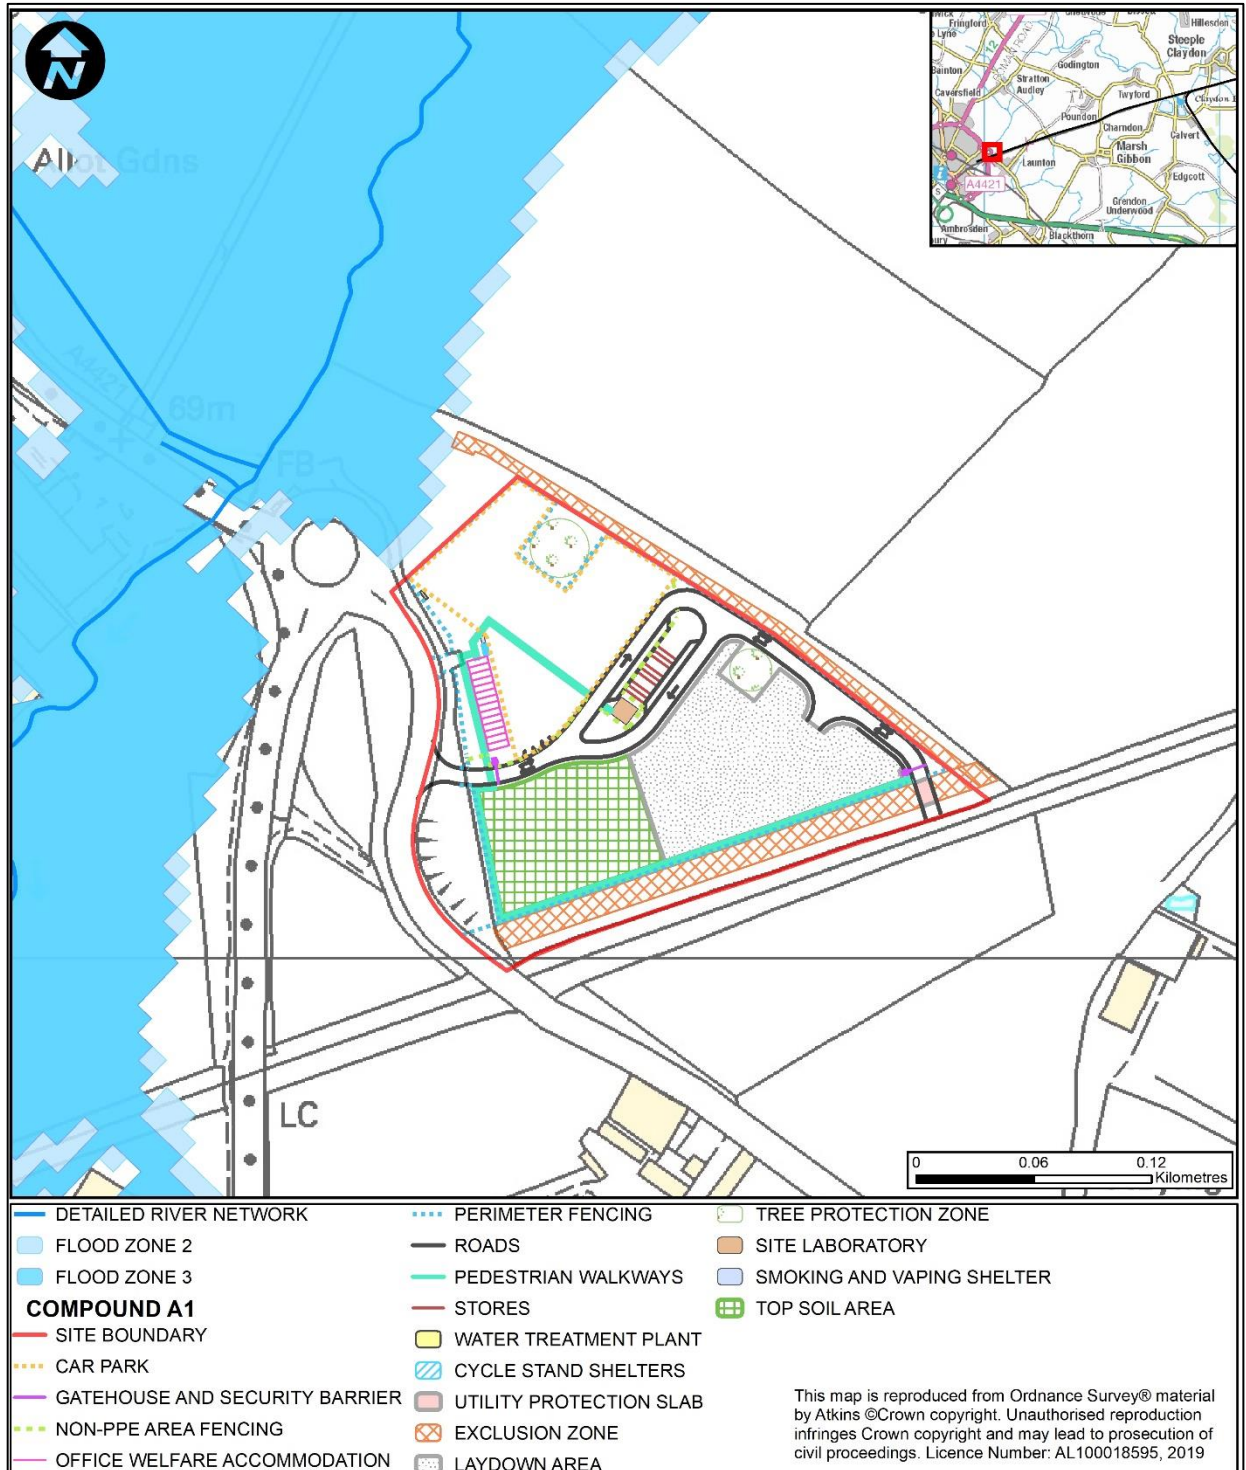 N
Allot Gdns
A4421
69m
FB
LC
Fringford
Hillesden
Lyne
12
ROMAN ROAD
Steeple
Claydon
Bainton
Godington
Stratton
Audley
Caversfield
Twyford
Poundon
Charndon
Calvert
Launton
Marsh
Gibbon
Edgcott
A4421
Grendon
Underwood
Ambrosden
Blackthorn
0 0.06 0.12
Kilometres
DETAILED RIVER NETWORK
FLOOD ZONE 2
FLOOD ZONE 3
COMPOUND A1
SITE BOUNDARY
CAR PARK
GATEHOUSE AND SECURITY BARRIER
NON-PPE AREA FENCING
OFFICE WELFARE ACCOMMODATION
PERIMETER FENCING
ROADS
PEDESTRIAN WALKWAYS
STORES
WATER TREATMENT PLANT
CYCLE STAND SHELTERS
UTILITY PROTECTION SLAB
EXCLUSION ZONE
LAYDOWN AREA
TREE PROTECTION ZONE
SITE LABORATORY
SMOKING AND VAPING SHELTER
TOP SOIL AREA
This map is reproduced from Ordnance Survey® material
by Atkins ©Crown copyright. Unauthorised reproduction
infringes Crown copyright and may lead to prosecution of
civil proceedings. Licence Number: AL100018595, 2019